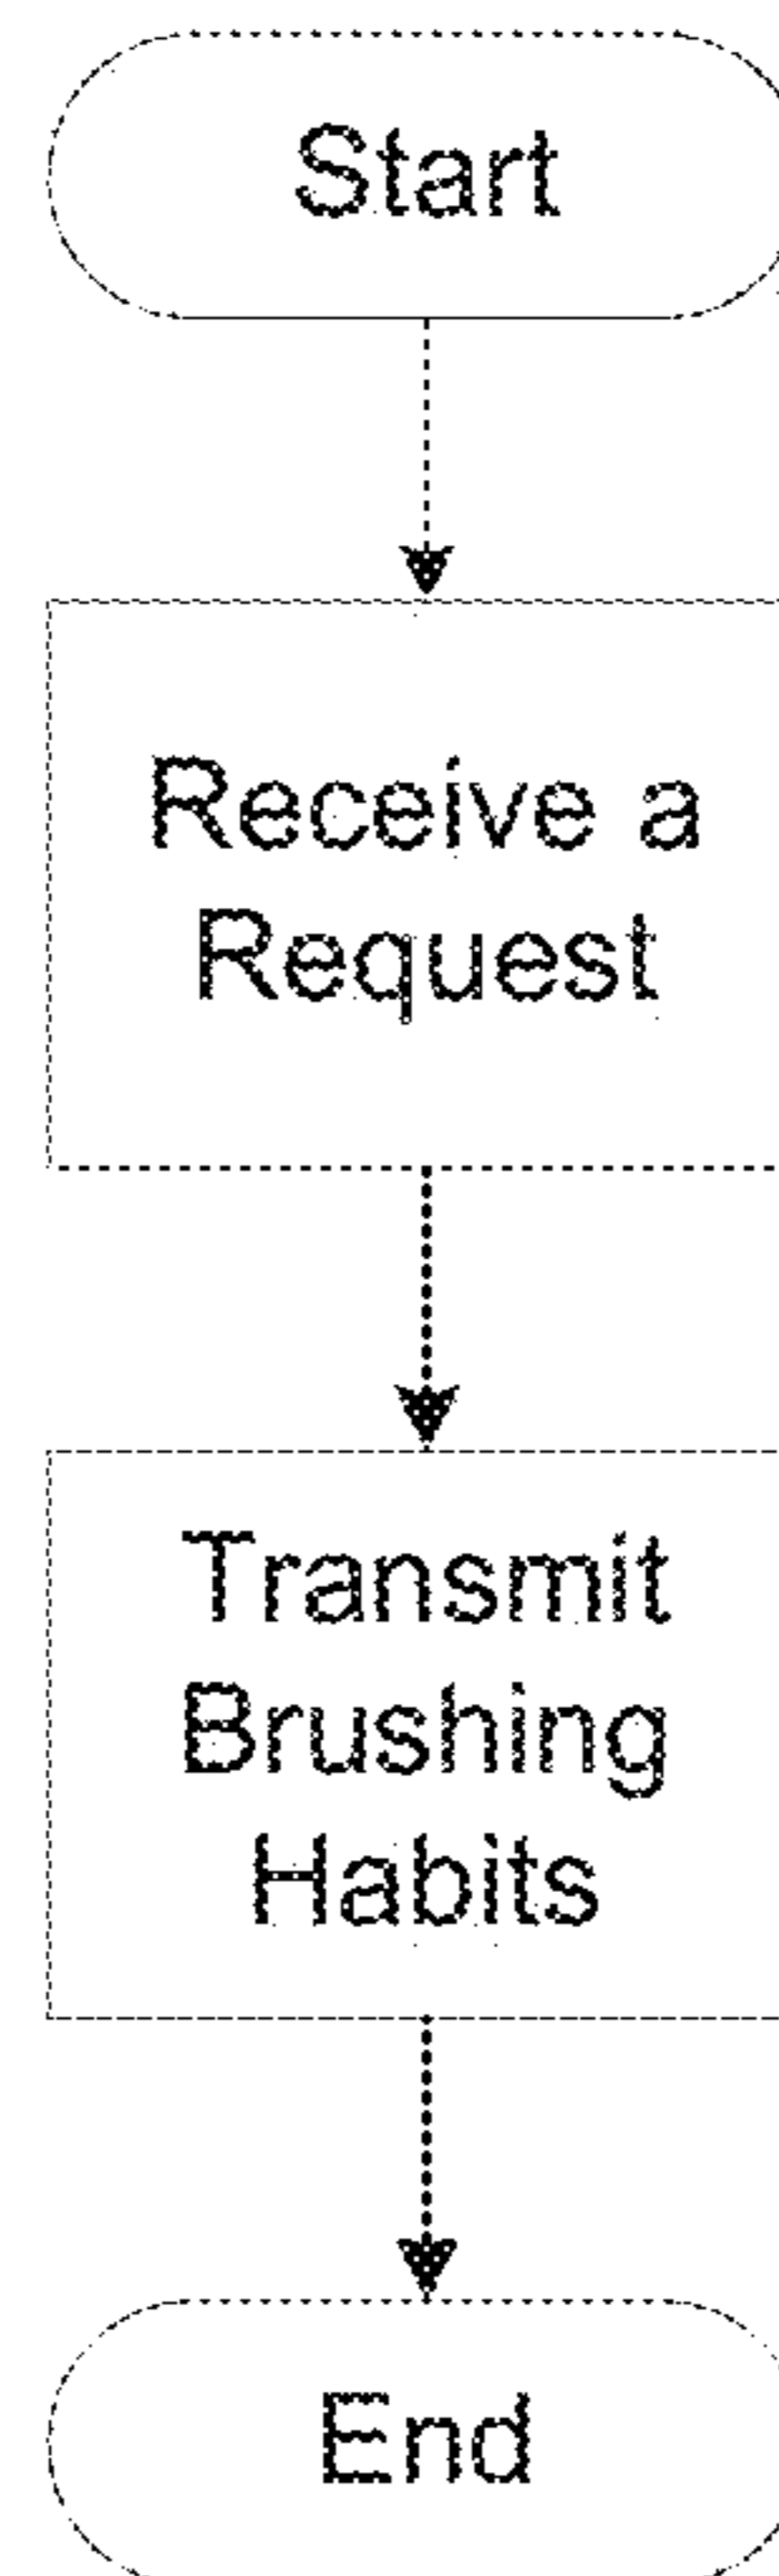 Start
Receive a
Request
Transmit
Brushing
Habits
End